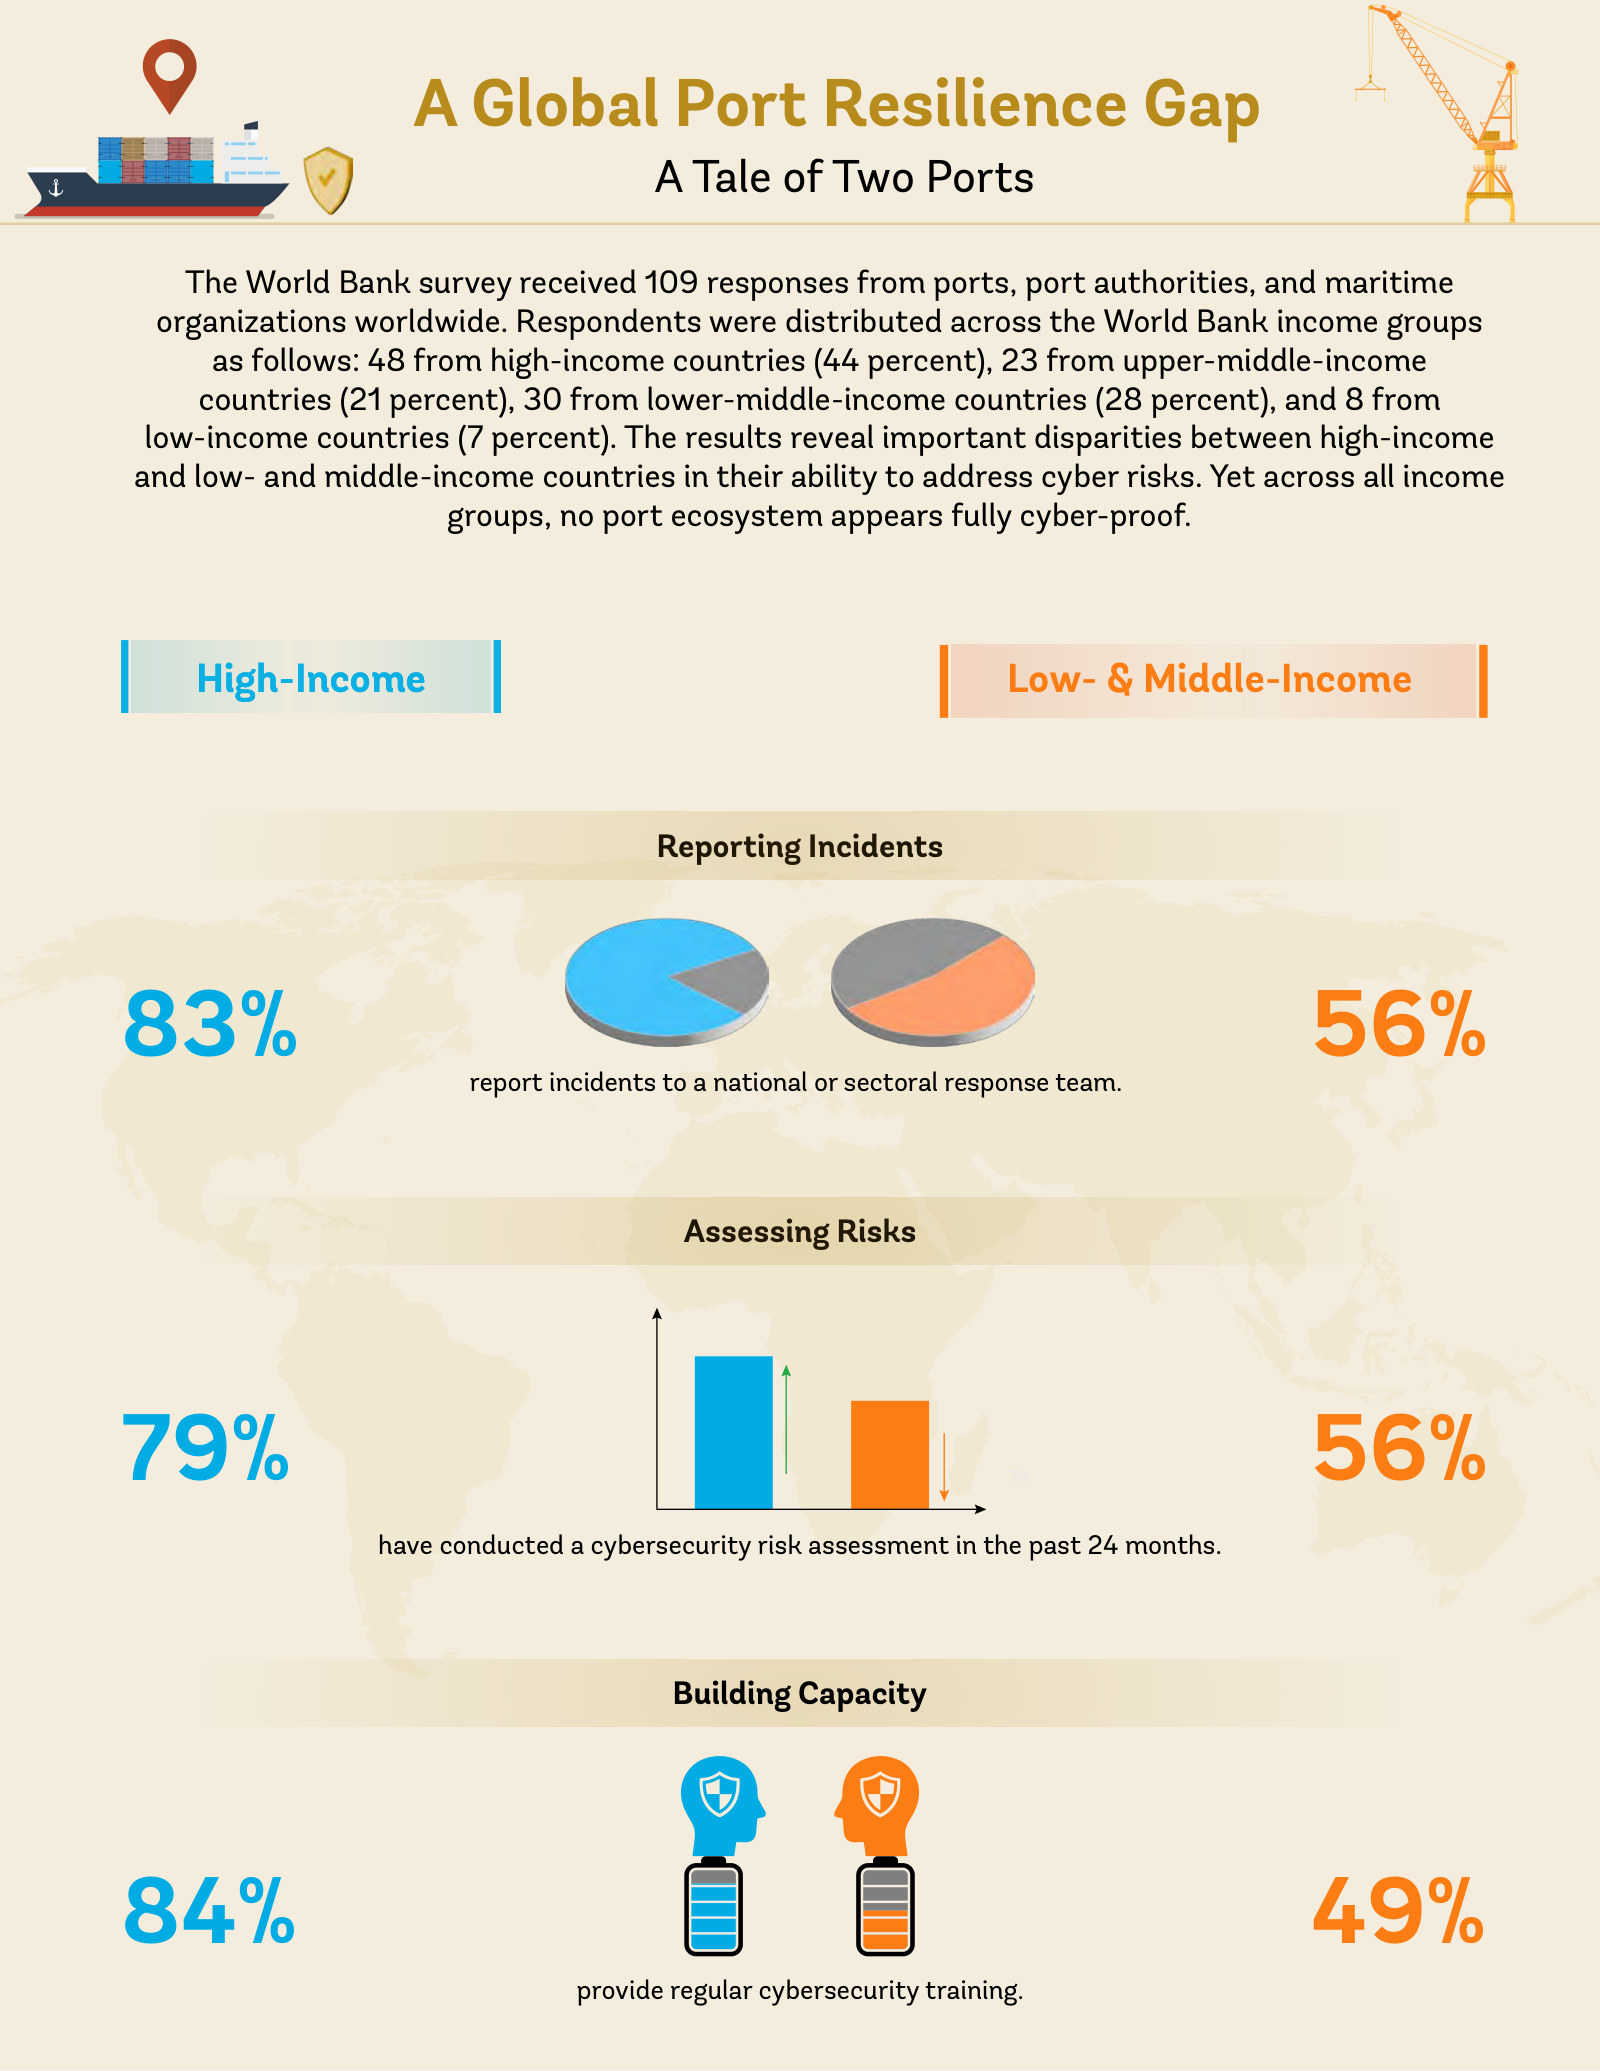 A Global Port Resilience Gap
A Tale of Two Ports
The World Bank survey received 109 responses from ports, port authorities, and maritime
organizations worldwide. Respondents were distributed across the World Bank income groups
as follows: 48 from high-income countries (44 percent), 23 from upper-middle-income
countries (21 percent), 30 from lower-middle-income countries (28 percent), and 8 from
low-income countries (7 percent). The results reveal important disparities between high-income
and low- and middle-income countries in their ability to address cyber risks. Yet across all income
groups, no port ecosystem appears fully cyber-proof.
High-Income
Low- & Middle-Income
Reporting Incidents
83%
56%
report incidents to a national or sectoral response team.
Assessing Risks
79%
56%
have conducted a cybersecurity risk assessment in the past 24 months.
Building Capacity
84%
49%
provide regular cybersecurity training.